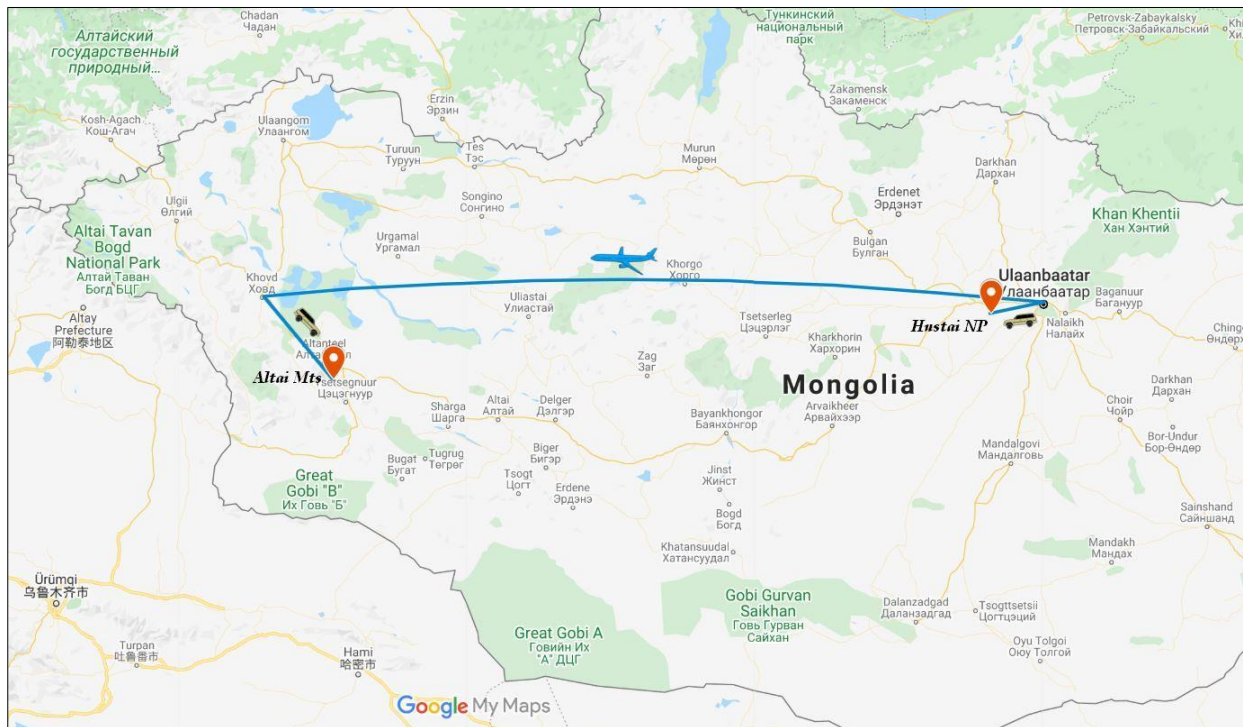 Chadan
Чадан
Тункинский
национальный
парк
Petrovsk-Zabaykalsky
Петровск-Забайкальский
Алтайский
государственный
природный...
Erzin
Эрзин
Zakamensk
Закаменск
Kosh-Agach
Кош-Агач
Ulaangom
Улаангом
Turuun
Туруун
Tes
Тэс
Murun
Мөрөн
Darkhan
Дархан
Ulgii
Өлгий
Songino
Сонгино
Erdenet
Эрдэнэт
Khan Khentii
Хан Хэнтий
Altai Tavan
Bogd
National Park
Алтай Таван
Богд БЦГ
Urgamal
Ургамал
Bulgan
Булган
Khovd
Ховд
Khorgo
Хорго
Ulaanbaatar
Улаанбаатар
Baganuur
Багануур
Uliastai
Улиастай
Altay
Prefecture
阿勒泰地区
Tsetserleg
Цэцэрлэг
Hustai NP
Nalaikh
Налайх
Kharkhorin
Хархорин
Altanteel
Altai Mts
Tsetsegnuur
Цэцэгнуур
Zag
Заг
Mongolia
Darkhan
Дархан
Sharga
Шарга
Altai
Алтай
Delger
Дэлгэр
Bayankhongor
Баянхонгор
Arvaikheer
Арвайхээр
Choir
Чойр
Bor-Undur
Бор-Өндөр
Mandalgovi
Мандалговь
Bugat
Бугат
Tugrug
Төгрөг
Biger
Бигэр
Tsogt
Цогт
Great
Gobi "B"
Их Говь "Б"
Erdene
Эрдэнэ
Jinst
Жинст
Bogd
Богд
Sainshand
Сайншанд
Khatansuudal
Хатансуудал
Mandakh
Мандах
Ürümqi
乌鲁木齐市
Gobi Gurvan
Saikhan
Говь Гурван
Сайхан
Dalanzadgad
Даланзадгад
Tsogttsetsii
Цогтцэций
Great Gobi A
Говийн Их
"А" ДЦГ
Oyu Tolgoi
Оюу Толгой
Turpan
吐鲁番市
Hami
哈密市
Google My Maps